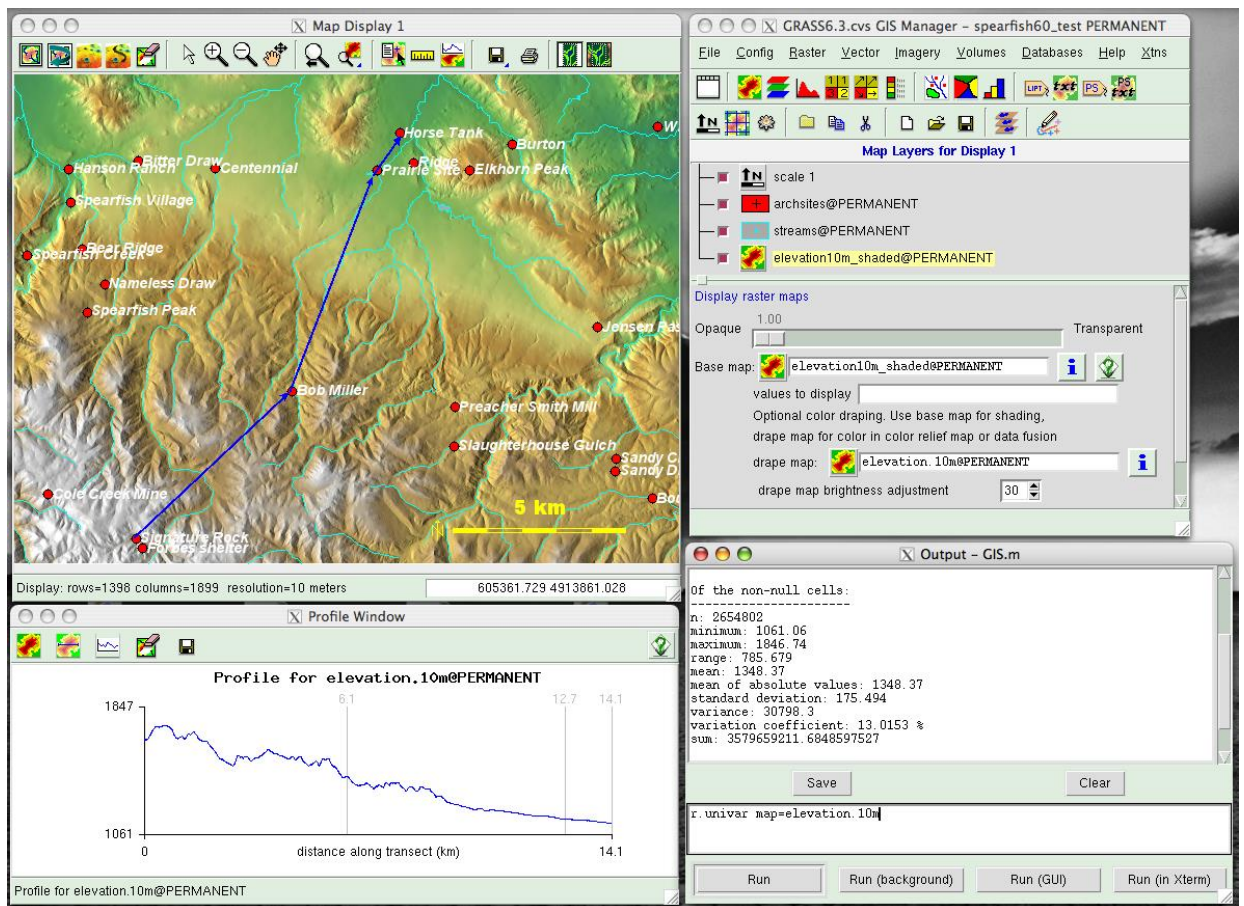 Map Display 1
Horse Tank
Burton
W
Bitter Draw
Ridge
Hanson Ranch
Centennial
Prairie Site
Elkhorn Peak
Spearfish Village
Bear Ridge
Spearfish Creek
Nameless Draw
Spearfish Peak
Jensen Pas
Bob Miller
Preacher Smith Mill
Slaughterhouse Gulch
Sandy C
Sandy D
Cole Creek Mine
Bou
5 km
N
Signature Rock
Forbes shelter
Display: rows=1398 columns=1899 resolution=10 meters
605361.729 4913861.028
GRASS6.3.cvs GIS Manager - spearfish60_test PERMANENT
File Config Raster Vector Imagery Volumes Databases Help Xtns
Map Layers for Display 1
scale 1
archsites@PERMANENT
streams@PERMANENT
elevation10m_shaded@PERMANENT
Display raster maps
1.00
Opaque Transparent
Base map: elevation10m_shaded@PERMANENT
values to display
Optional color draping. Use base map for shading,
drape map for color in color relief map or data fusion
drape map: elevation.10m@PERMANENT
drape map brightness adjustment 30
Profile Window
Profile for elevation.10m@PERMANENT
6.1 12.7 14.1
1847
1061
0 distance along transect (km) 14.1
Profile for elevation.10m@PERMANENT
Output - GIS.m
Of the non-null cells:
----------------------
n: 2654802
minimum: 1061.06
maximum: 1846.74
range: 785.679
mean: 1348.37
mean of absolute values: 1348.37
standard deviation: 175.494
variance: 30798.3
variation coefficient: 13.0153 %
sum: 3579659211.6848597527
Save Clear
r.univar map=elevation.10m
Run Run (background) Run (GUI) Run (in Xterm)